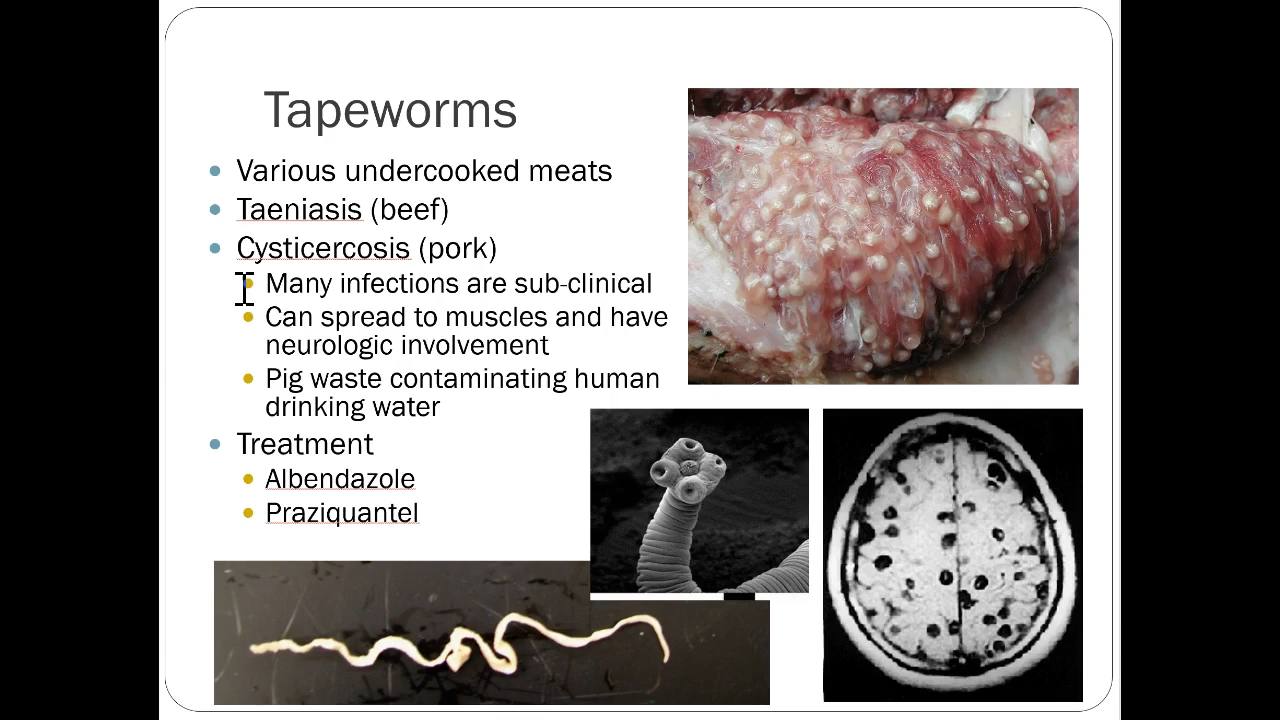 Tapeworms
Various undercooked meats
Taeniasis (beef)
Cysticercosis (pork)
Many infections are sub-clinical
Can spread to muscles and have
neurologic involvement
Pig waste contaminating human
drinking water
Treatment
Albendazole
Praziquantel